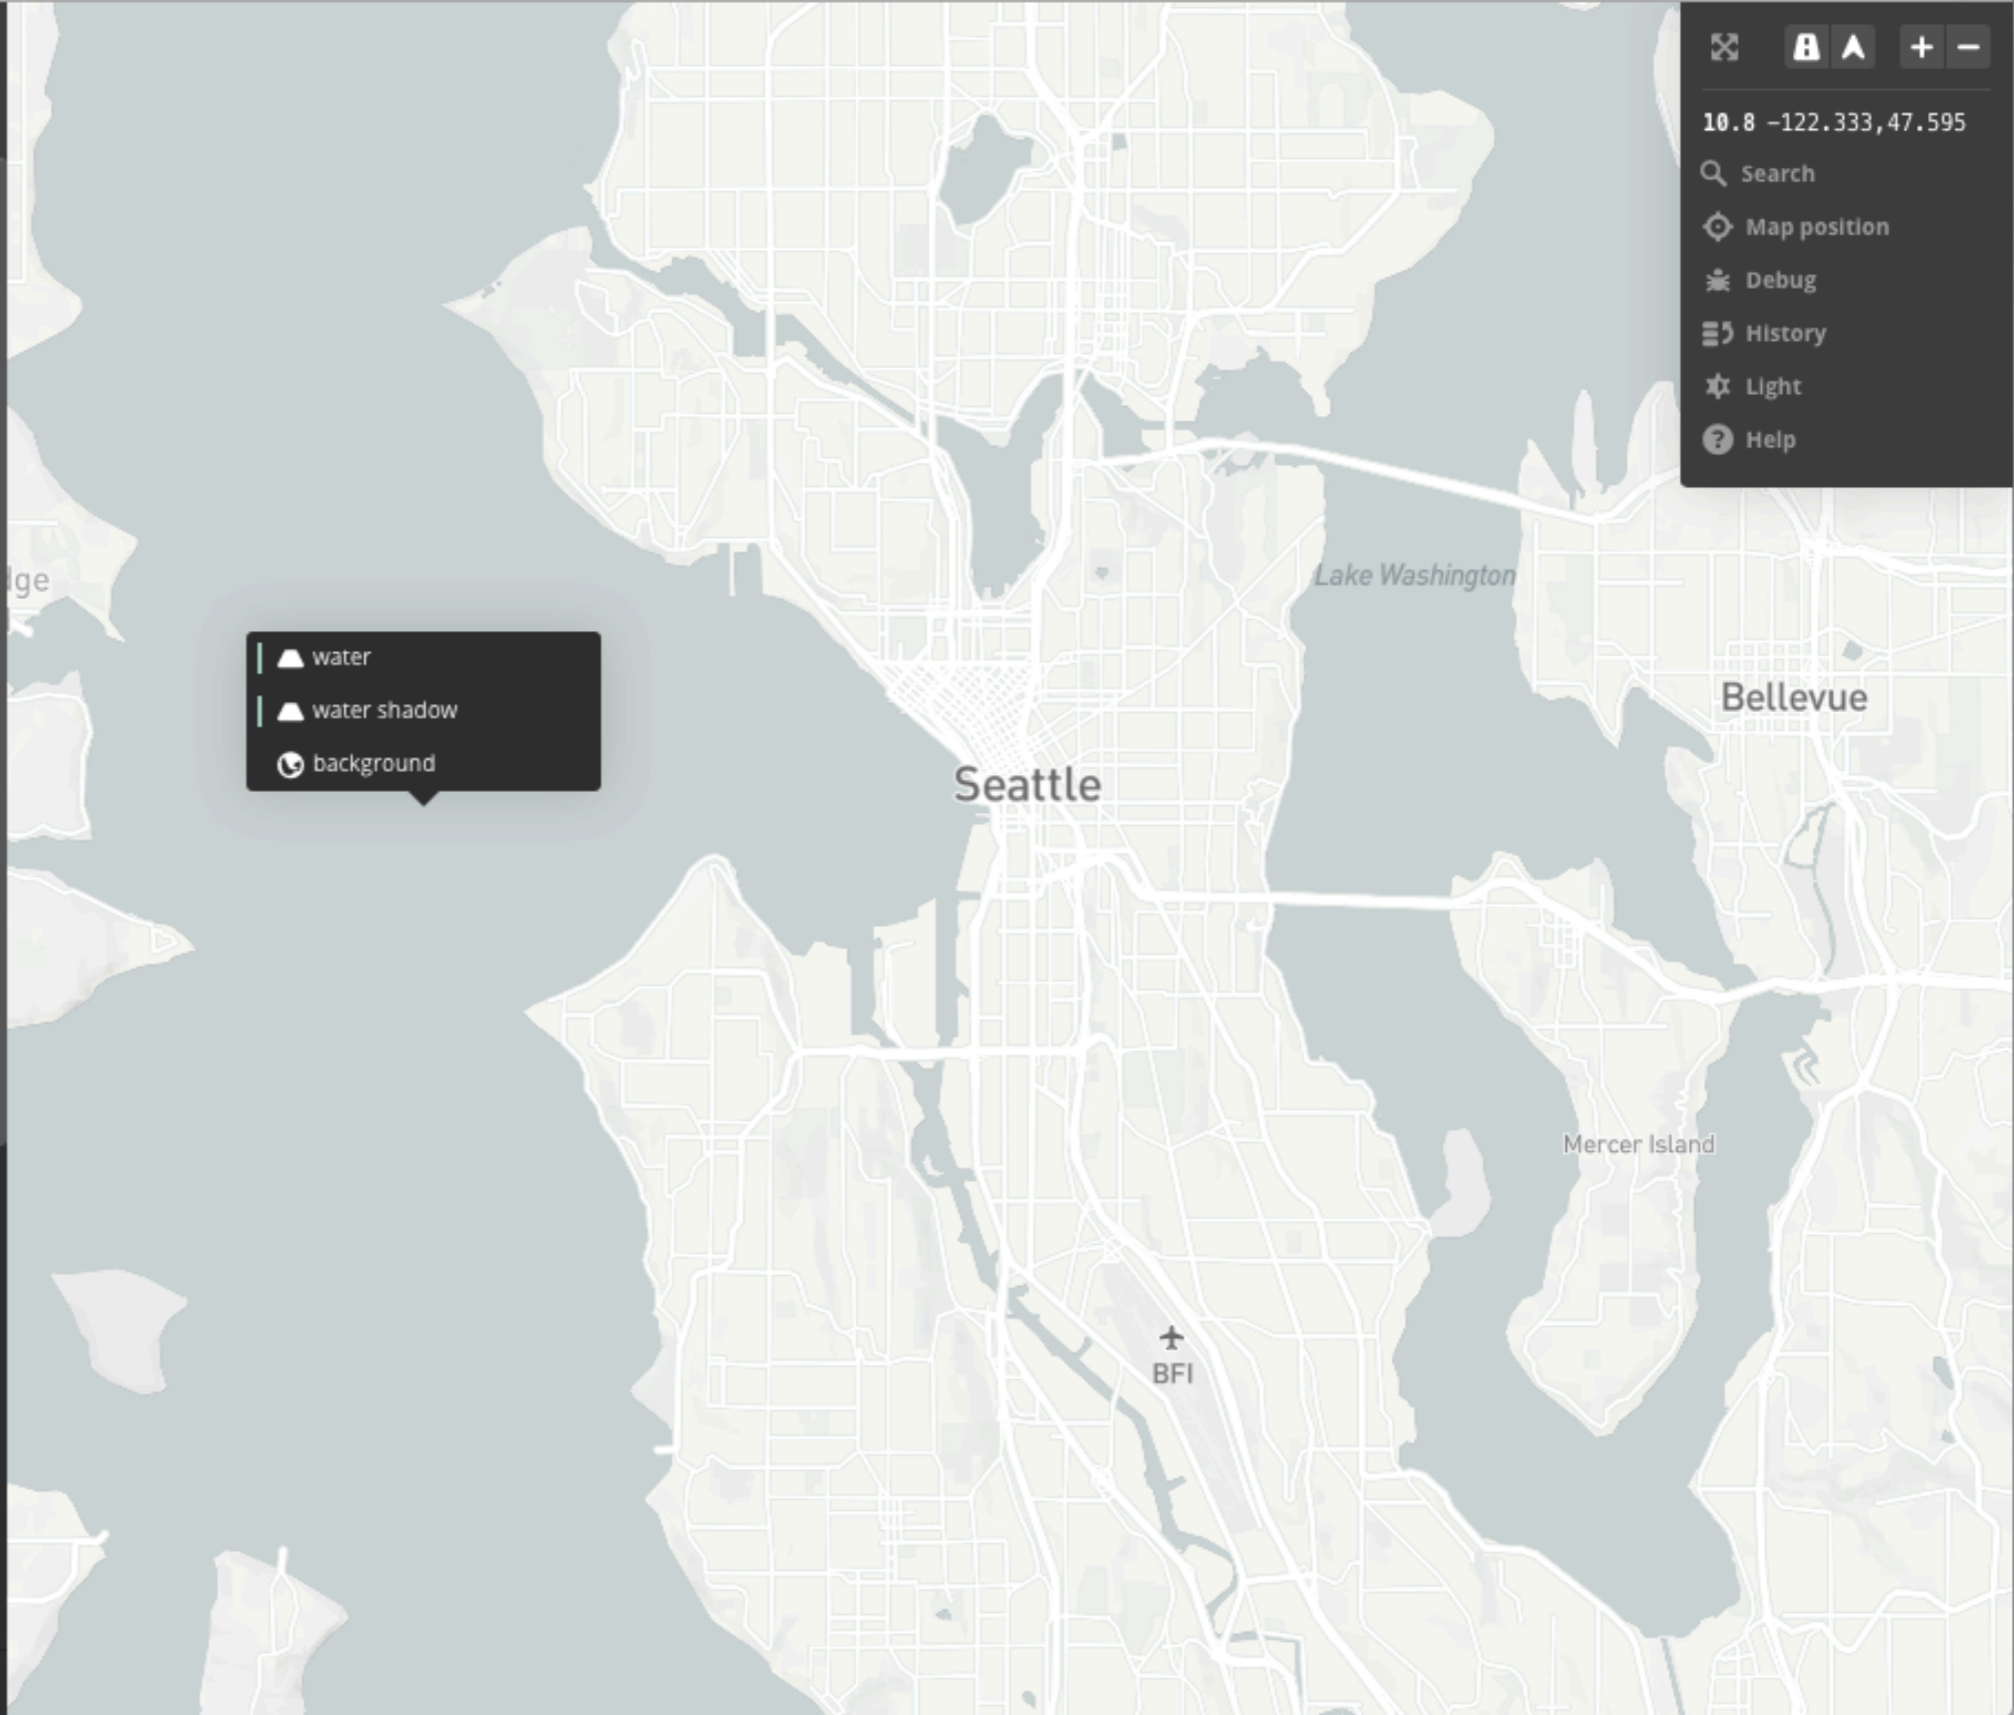 10.8 -122.333,47.595
Search
Map position
Debug
History
Light
Help
Lake Washington
water
water shadow
background
Bellevue
Seattle
Mercer Island
BFI